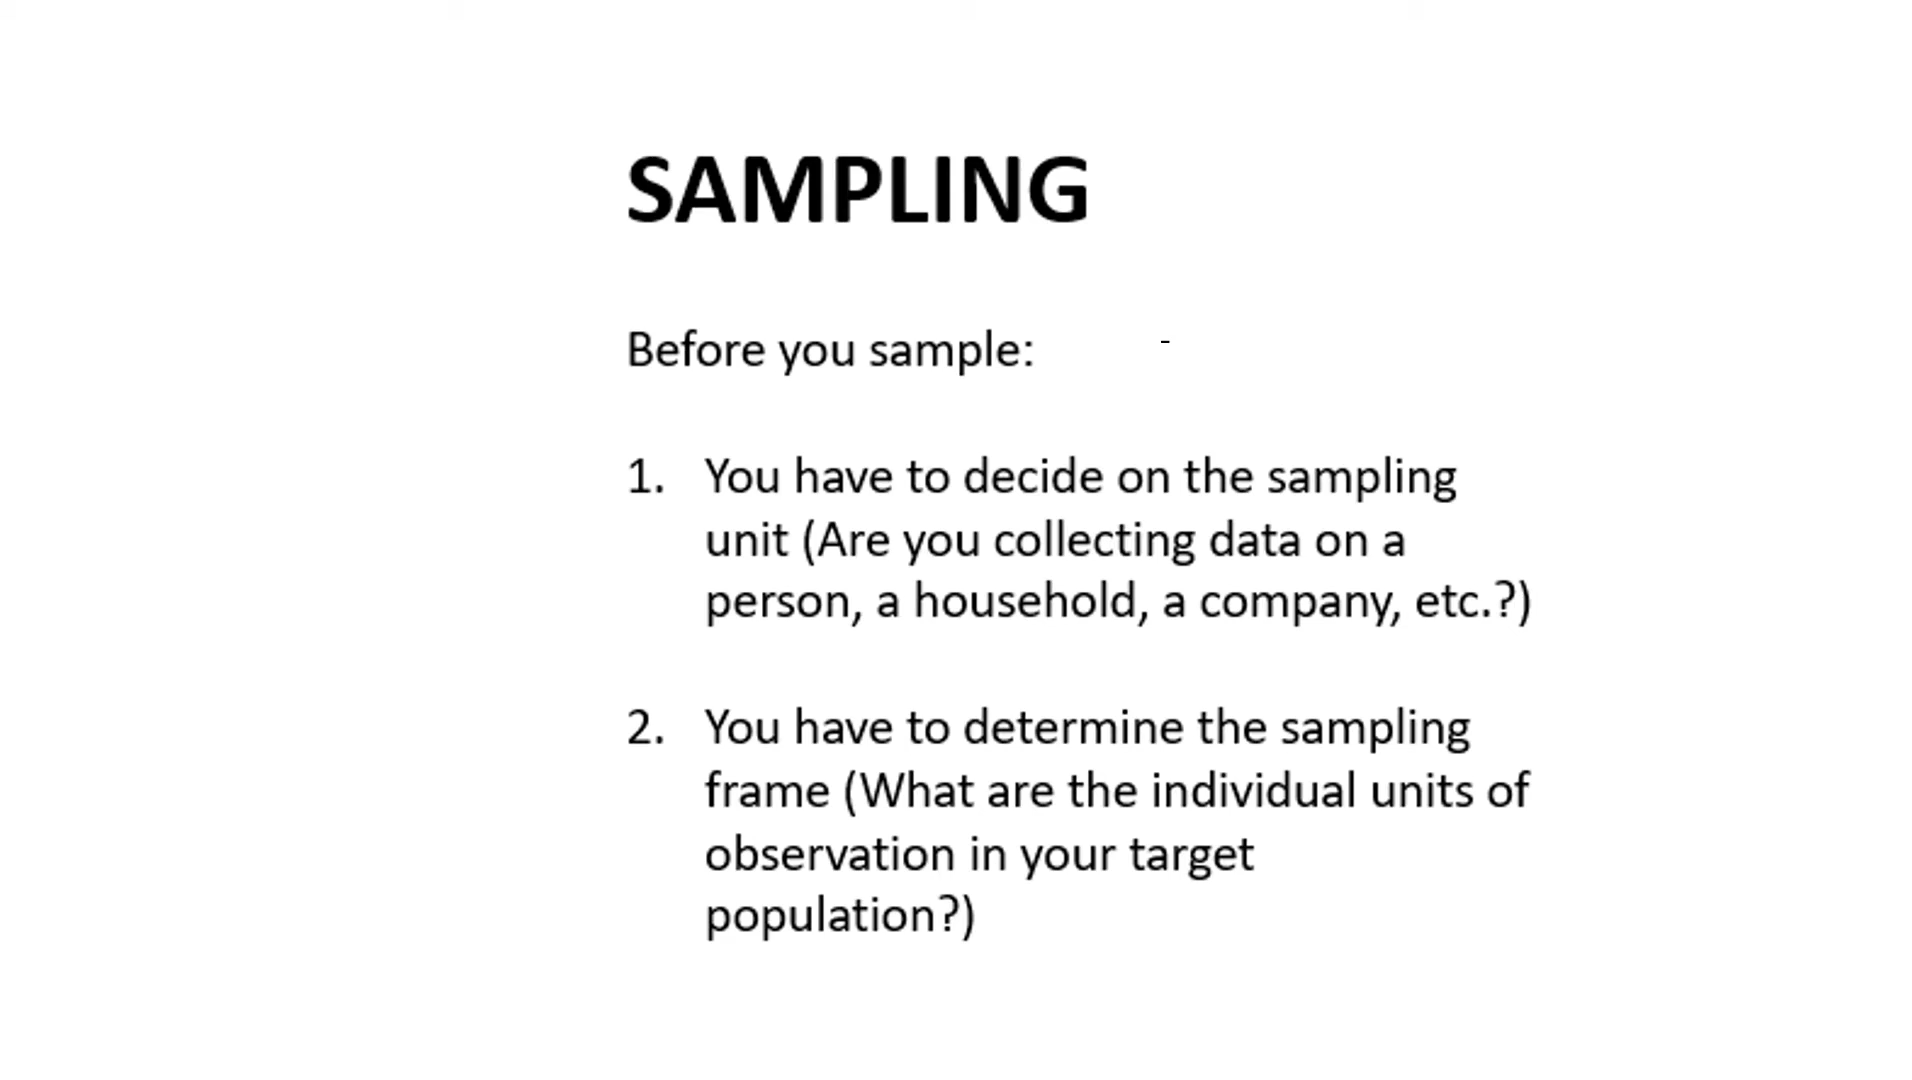 SAMPLING
Before you sample:
1. You have to decide on the sampling
unit (Are you collecting data on a
person, a household, a company, etc.?)
2. You have to determine the sampling
frame (What are the individual units of
observation in your target
population?)